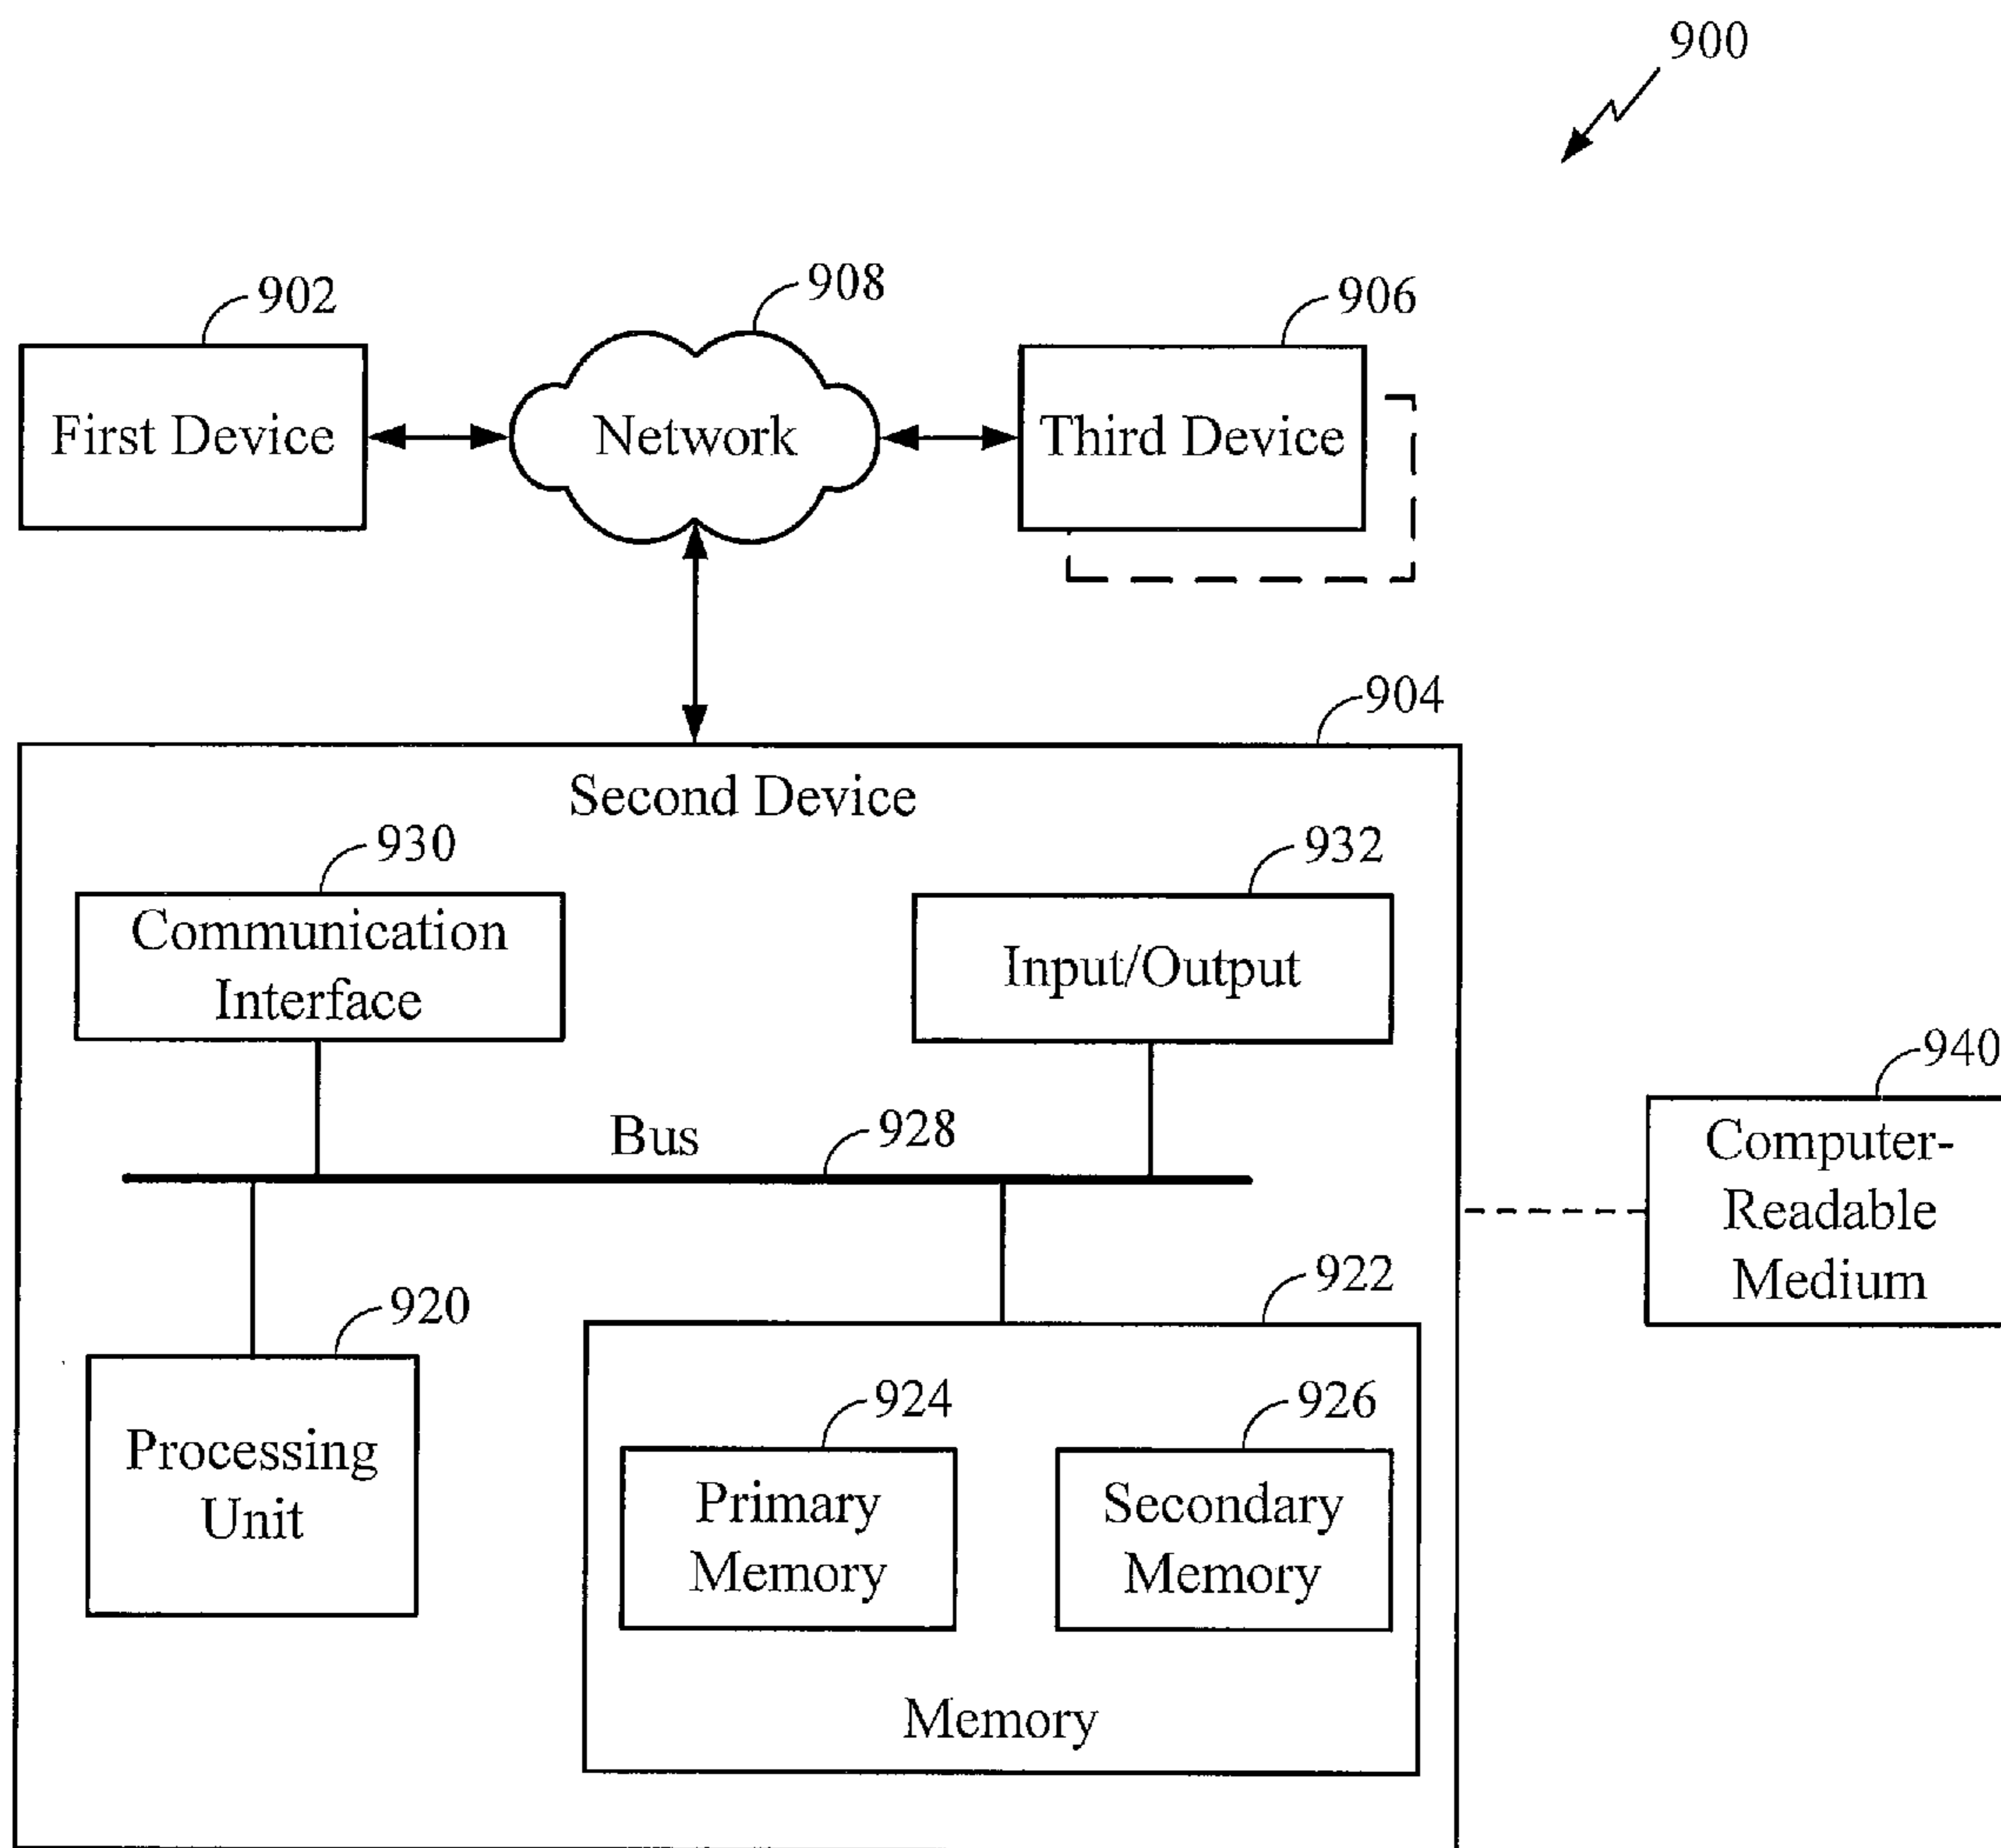 900
902
908
906
First Device
Network
Third Device
904
Second Device
930
932
Communication
Interface
Input/Output
940
Bus
928
Computer-
Readable
Medium
922
920
924
926
Processing
Unit
Primary
Memory
Secondary
Memory
Memory